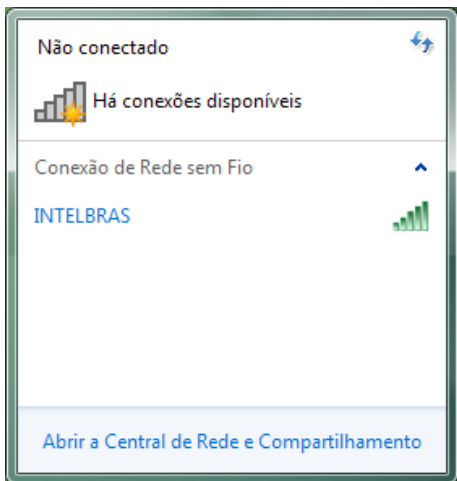 Não conectado
Há conexões disponíveis
Conexão de Rede sem Fio
INTELBRAS
Abrir a Central de Rede e Compartilhamento